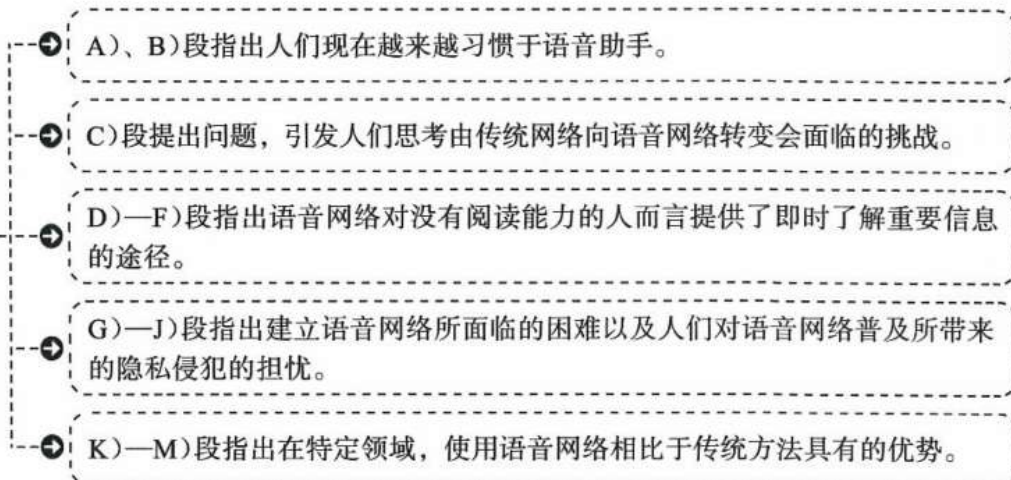 A)、B)段指出人们现在越来越习惯于语音助手。
C)段提出问题，引发人们思考由传统网络向语音网络转变会面临的挑战。
D)—F)段指出语音网络对没有阅读能力的人而言提供了即时了解重要信息
的途径。
G)—J)段指出建立语音网络所面临的困难以及人们对语音网络普及所带来
的隐私侵犯的担忧。
K)—M)段指出在特定领域，使用语音网络相比于传统方法具有的优势。